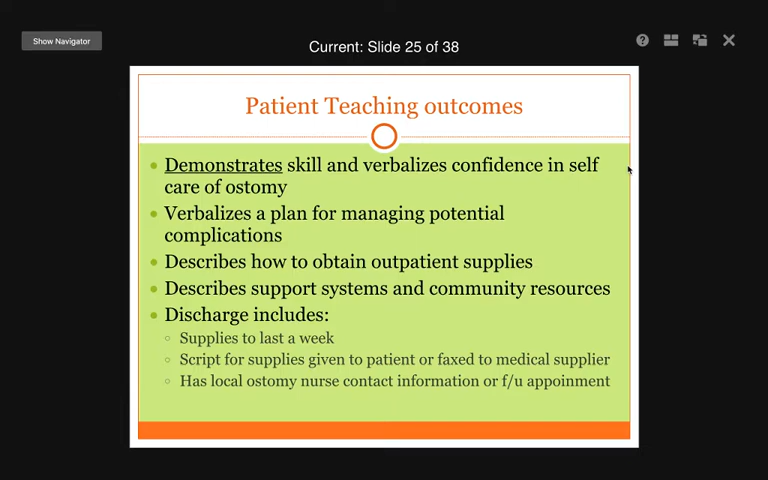 Show Navigator
Current: Slide 25 of 38
Patient Teaching outcomes
Demonstrates skill and verbalizes confidence in self
care of ostomy
Verbalizes a plan for managing potential
complications
Describes how to obtain outpatient supplies
Describes support systems and community resources
Discharge includes:
Supplies to last a week
Script for supplies given to patient or faxed to medical supplier
Has local ostomy nurse contact information or f/u appoinment